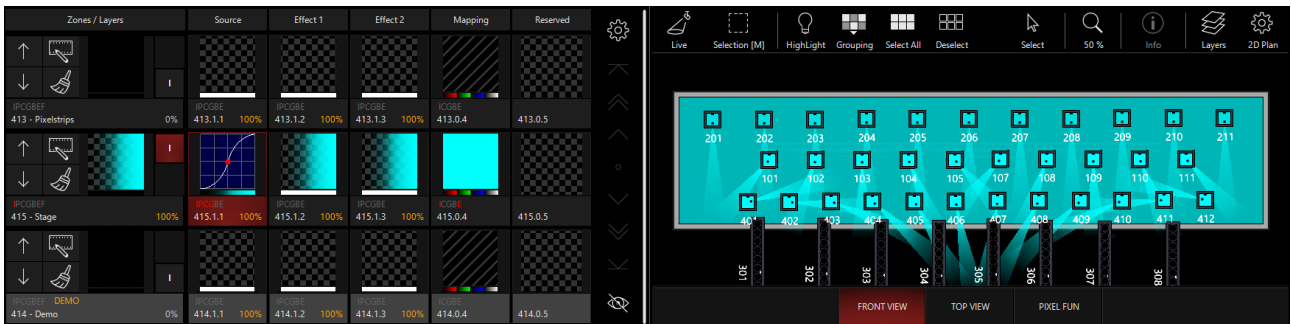 Zones / Layers Source Effect 1 Effect 2 Mapping Reserved
I
IPCGBEF IPCGBE IPCGBE IPCGBE ICGBE
413 - Pixelstrips 0% 413.1.1 100% 413.1.2 100% 413.1.3 100% 413.0.4 413.0.5
I
IPCGBEF IPCGBE IPCGBE IPCGBE ICGBE
415 - Stage 100% 415.1.1 100% 415.1.2 100% 415.1.3 100% 415.0.4 415.0.5
I
IPCGBEF DEMO IPCGBE IPCGBE IPCGBE ICGBE
414 - Demo 0% 414.1.1 100% 414.1.2 100% 414.1.3 100% 414.0.4 414.0.5
Live Selection [M] HighLight Grouping Select All Deselect Select 50 % Info Layers 2D Plan
201 202 203 204 205 206 207 208 209 210 211
101 102 103 104 105 107 108 109 110 111
401 402 403 404 405 406 407 408 409 410 411 412
301 302 303 304 305 306 307 308
FRONT VIEW TOP VIEW PIXEL FUN